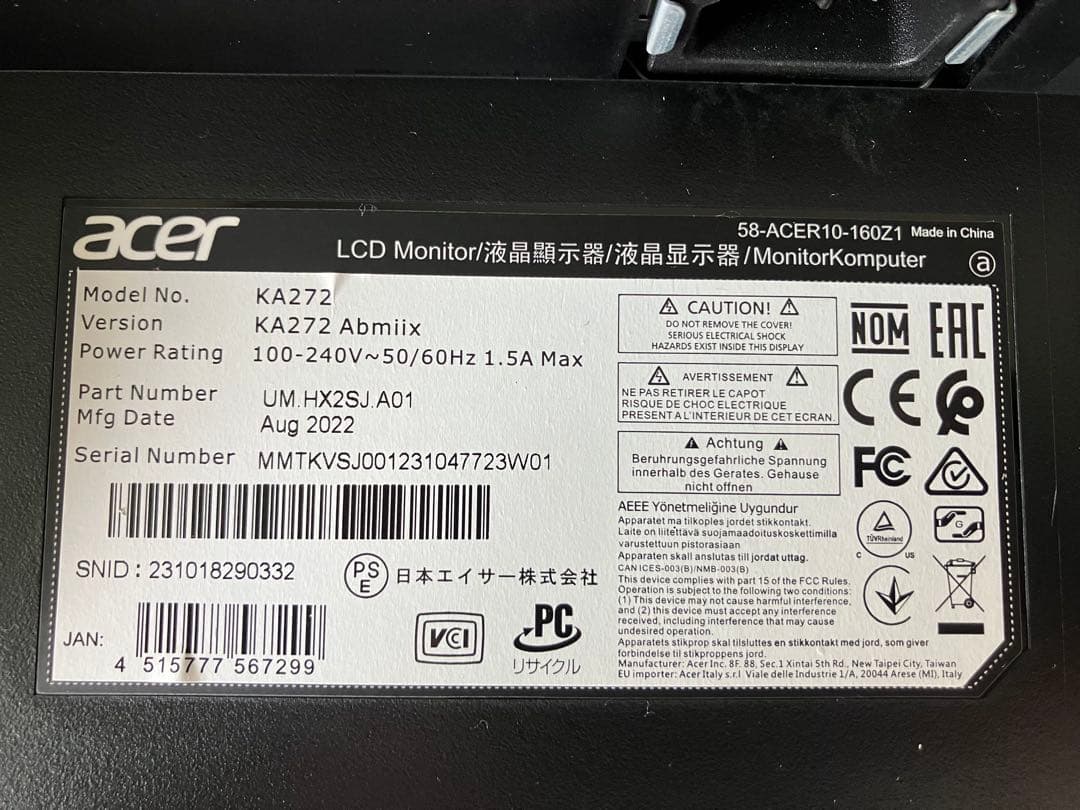 acer
58-ACER10-160Z1 Made in China
LCD Monitor/液晶顯示器/液晶显示器/MonitorKomputer
a
Model No. KA272
Version KA272 Abmiix
Power Rating 100-240V~50/60Hz 1.5A Max
Part Number UM.HX2SJ.A01
Mfg Date Aug 2022
Serial Number MMTKVSJ001231047723W01
SNID : 231018290332
PS
E
日本エイサー株式会社
JAN:
4 515777 567299
VCCI
PC
リサイクル
CAUTION!
DO NOT REMOVE THE COVER!
SERIOUS ELECTRICAL SHOCK
HAZARDS EXIST INSIDE THIS DISPLAY
AVERTISSEMENT
NE PAS RETIRER LE CAPOT
RISQUE DE CHOC ELECTRIQUE
PRESENT A L'INTERIEUR DE CET ECRAN.
Achtung
Beruhrungsgefahrliche Spannung
innerhalb des Gerates. Gehause
nicht offnen
AEEE Yönetmeliğine Uygundur
Apparatet ma tilkoples jordet stikkontakt.
Laite on liitettävä suojamaadoituskoskettimilla
varustettuun pistorasiaan
Apparaten skall anslutas till jordat uttag.
CAN ICES-003(B)/NMB-003(B)
This device complies with part 15 of the FCC Rules.
Operation is subject to the following two conditions:
(1) This device may not cause harmful interference,
and (2) this device must accept any interference
received, including interference that may cause
undesired operation.
Apparatets stikprop skal tilsluttes en stikkontakt med jord, som giver
forbindelse til stikproppens jord.
Manufacturer: Acer Inc. 8F. 88, Sec.1 Xintai 5th Rd., New Taipei City, Taiwan
EU importer: Acer Italy s.r.l Viale delle Industrie 1/A, 20044 Arese (MI), Italy
NOM
EAC
CE
FC
TÜVRheinland
C US
G